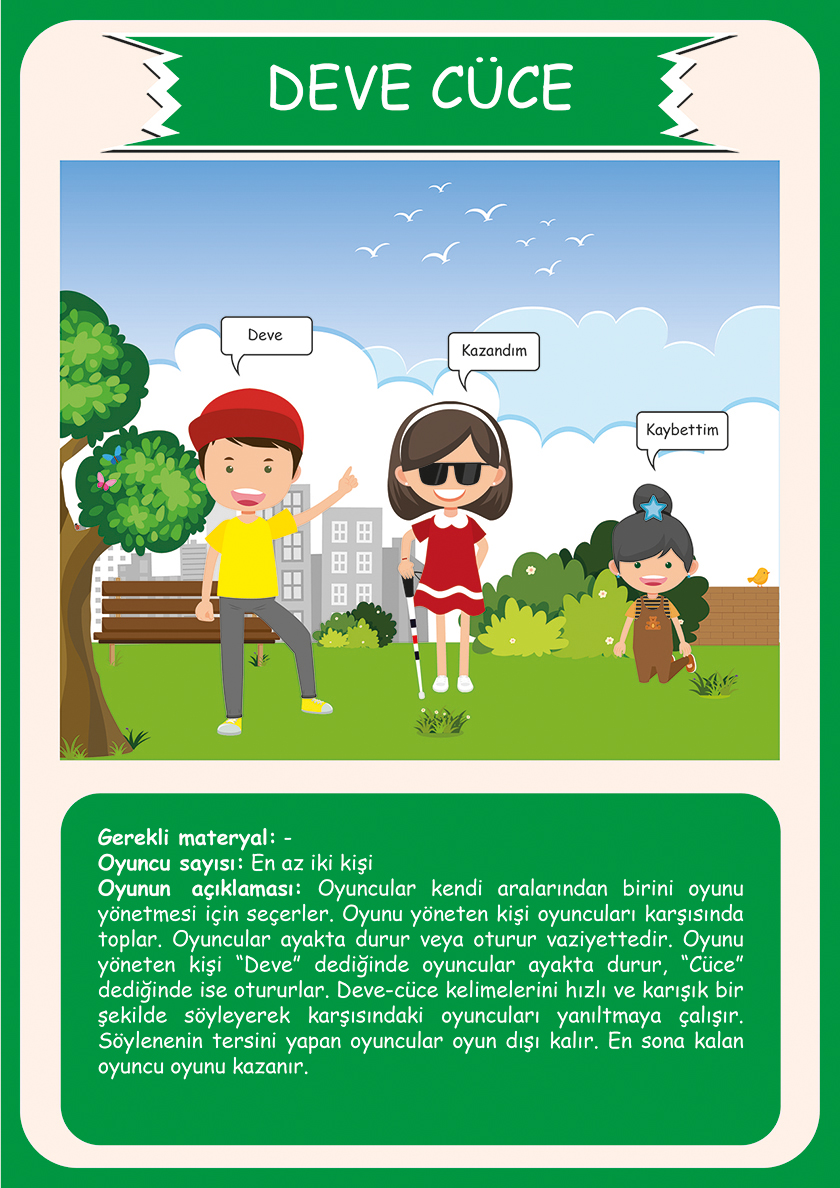 DEVE CÜCE
Deve
Kazandım
Kaybettim
Gerekli materyal: -
Oyuncu sayısı: En az iki kişi
Oyunun açıklaması: Oyuncular kendi aralarından birini oyunu
yönetmesi için seçerler. Oyunu yöneten kişi oyuncuları karşısında
toplar. Oyuncular ayakta durur veya oturur vaziyettedir. Oyunu
yöneten kişi “Deve” dediğinde oyuncular ayakta durur, “Cüce”
dediğinde ise otururlar. Deve-cüce kelimelerini hızlı ve karışık bir
şekilde söyleyerek karşısındaki oyuncuları yanıltmaya çalışır.
Söylenenin tersini yapan oyuncular oyun dışı kalır. En sona kalan
oyuncu oyunu kazanır.